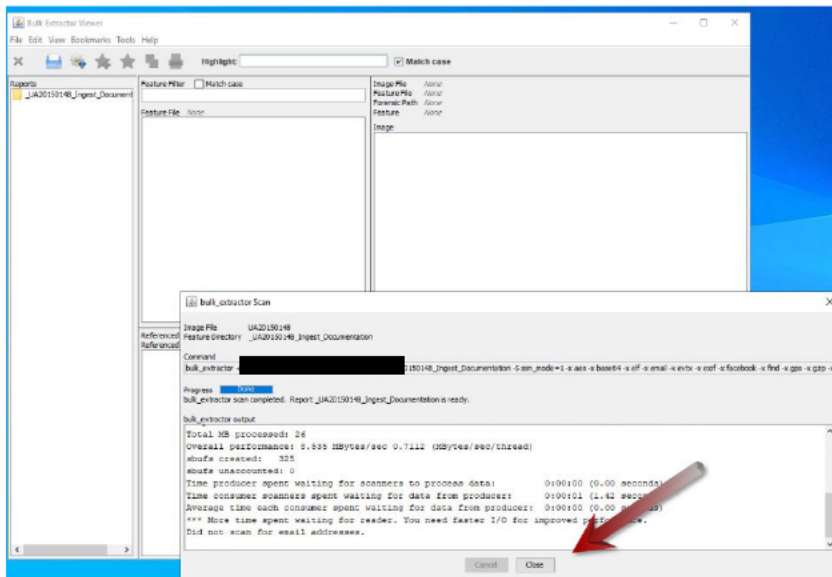 Bulk Extractor Viewer
File Edit View Bookmarks Tools Help
Highlight: Match case
Reports
_UA20150148_Ingest_Document
Feature Filter Match case
Feature File None
Image File None
Feature File None
Forensic Path None
Feature None
Image
Referenced
Referenced
bulk_extractor Scan
Image File UA20150148
Feature Directory _UA20150148_Ingest_Documentation
Command
bulk_extractor 150148_Ingest_Documentation -S ssn_mode=1 -x aes -x base64 -x elf -x email -x evtx -x exif -x facebook -x find -x gps -x gzip
Progress Done
bulk_extractor scan completed. Report _UA20150148_Ingest_Documentation is ready.
bulk_extractor output
Total MB processed: 26
Overall performance: 8.535 MBytes/sec 0.7112 (MBytes/sec/thread)
sbufs created: 325
sbufs unaccounted: 0
Time producer spent waiting for scanners to process data: 0:00:00 (0.00 seconds)
Time consumer scanners spent waiting for data from producer: 0:00:01 (1.42 seconds
Average time each consumer spent waiting for data from producer: 0:00:00 (0.00
*** More time spent waiting for reader. You need faster I/O for improved
Did not scan for email addresses.
Cancel Close